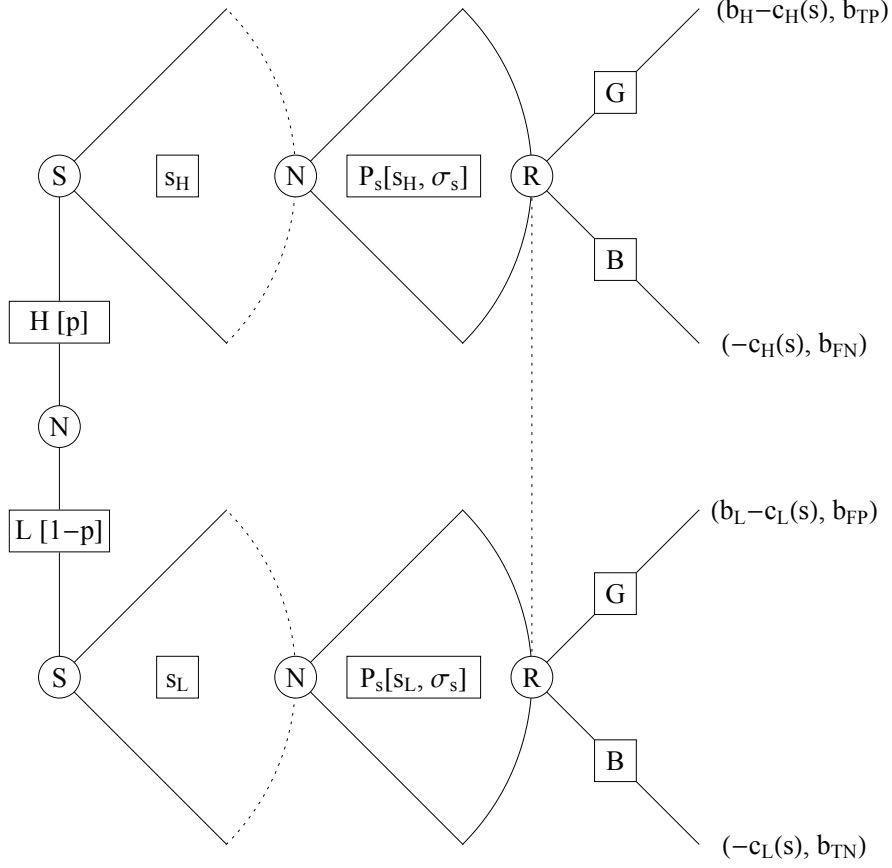 (b_H−c_H(s), b_TP)
G
S
s_H
N
P_s[s_H, σ_s]
R
B
H [p]
(−c_H(s), b_FN)
N
L [1−p]
(b_L−c_L(s), b_FP)
G
S
s_L
N
P_s[s_L, σ_s]
R
B
(−c_L(s), b_TN)